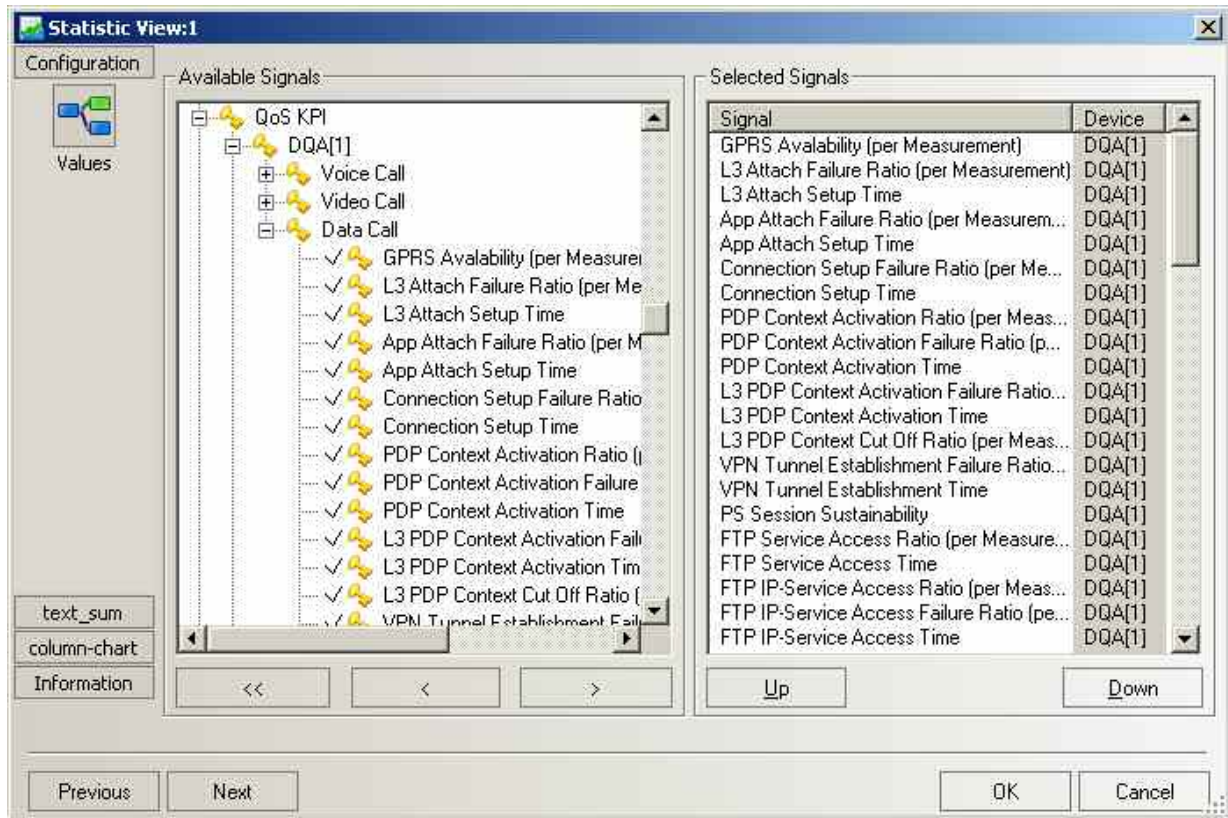 Statistic View:1
Configuration
Values
text_sum
column-chart
Information
Available Signals
QoS KPI
DQA[1]
Voice Call
Video Call
Data Call
GPRS Avalability (per Measurer
L3 Attach Failure Ratio (per Me
L3 Attach Setup Time
App Attach Failure Ratio (per M
App Attach Setup Time
Connection Setup Failure Ratio
Connection Setup Time
PDP Context Activation Ratio (p
PDP Context Activation Failure
PDP Context Activation Time
L3 PDP Context Activation Failu
L3 PDP Context Activation Tim
L3 PDP Context Cut Off Ratio (
VPN Tunnel Establishment Failu
<< < >
Selected Signals
Signal Device
GPRS Avalability (per Measurement) DQA[1]
L3 Attach Failure Ratio (per Measurement) DQA[1]
L3 Attach Setup Time DQA[1]
App Attach Failure Ratio (per Measurem... DQA[1]
App Attach Setup Time DQA[1]
Connection Setup Failure Ratio (per Me... DQA[1]
Connection Setup Time DQA[1]
PDP Context Activation Ratio (per Meas... DQA[1]
PDP Context Activation Failure Ratio (p... DQA[1]
PDP Context Activation Time DQA[1]
L3 PDP Context Activation Failure Ratio... DQA[1]
L3 PDP Context Activation Time DQA[1]
L3 PDP Context Cut Off Ratio (per Meas... DQA[1]
VPN Tunnel Establishment Failure Ratio... DQA[1]
VPN Tunnel Establishment Time DQA[1]
PS Session Sustainability DQA[1]
FTP Service Access Ratio (per Measure... DQA[1]
FTP Service Access Time DQA[1]
FTP IP-Service Access Ratio (per Meas... DQA[1]
FTP IP-Service Access Failure Ratio (pe... DQA[1]
FTP IP-Service Access Time DQA[1]
Up Down
Previous Next OK Cancel